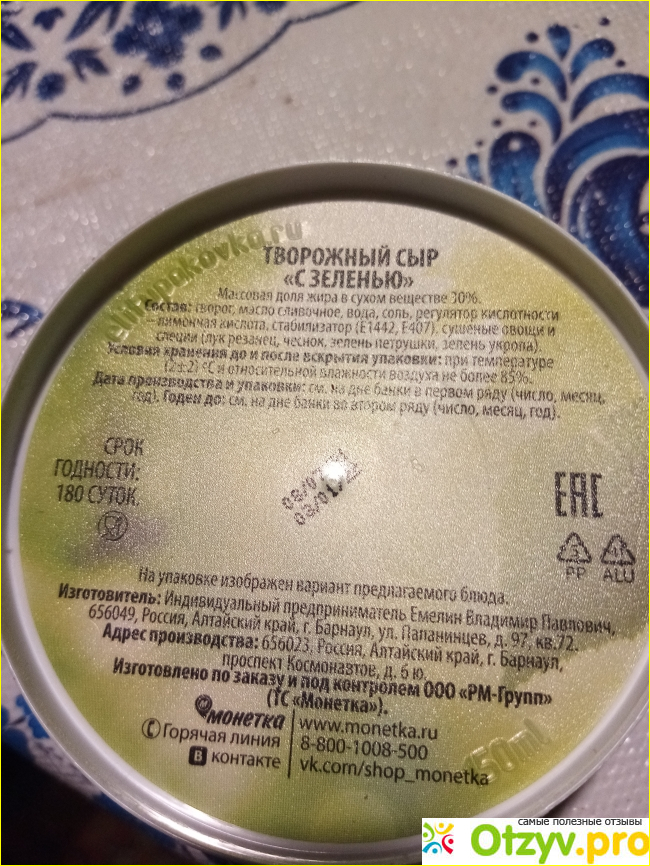 elitupakovka.ru
ТВОРОЖНЫЙ СЫР
«С ЗЕЛЕНЬЮ»
Массовая доля жира в сухом веществе 30%.
Состав: творог, масло сливочное, вода, соль, регулятор кислотности
– лимонная кислота, стабилизатор (Е1442, Е407), сушеные овощи и
специи (лук резанец, чеснок, зелень петрушки, зелень укропа).
Условия хранения до и после вскрытия упаковки: при температуре
(2±2) °С и относительной влажности воздуха не более 85%.
Дата производства и упаковки: см. на дне банки в первом ряду (число, месяц,
год). Годен до: см. на дне банки во втором ряду (число, месяц, год).
СРОК
ГОДНОСТИ:
180 СУТОК.
EAC
PP
41
ALU
На упаковке изображен вариант предлагаемого блюда.
Изготовитель: Индивидуальный предприниматель Емелин Владимир Павлович,
656049, Россия, Алтайский край, г. Барнаул, ул. Папанинцев, д. 97, кв.72.
Адрес производства: 656023, Россия, Алтайский край, г. Барнаул,
проспект Космонавтов, д. 6 ю.
Изготовлено по заказу и под контролем ООО «РМ-Групп»
(ТС «Монетка»).
монетка www.monetka.ru
Горячая линия 8-800-1008-500
В контакте vk.com/shop_monetka
самые полезные отзывы
Otzyv.pro